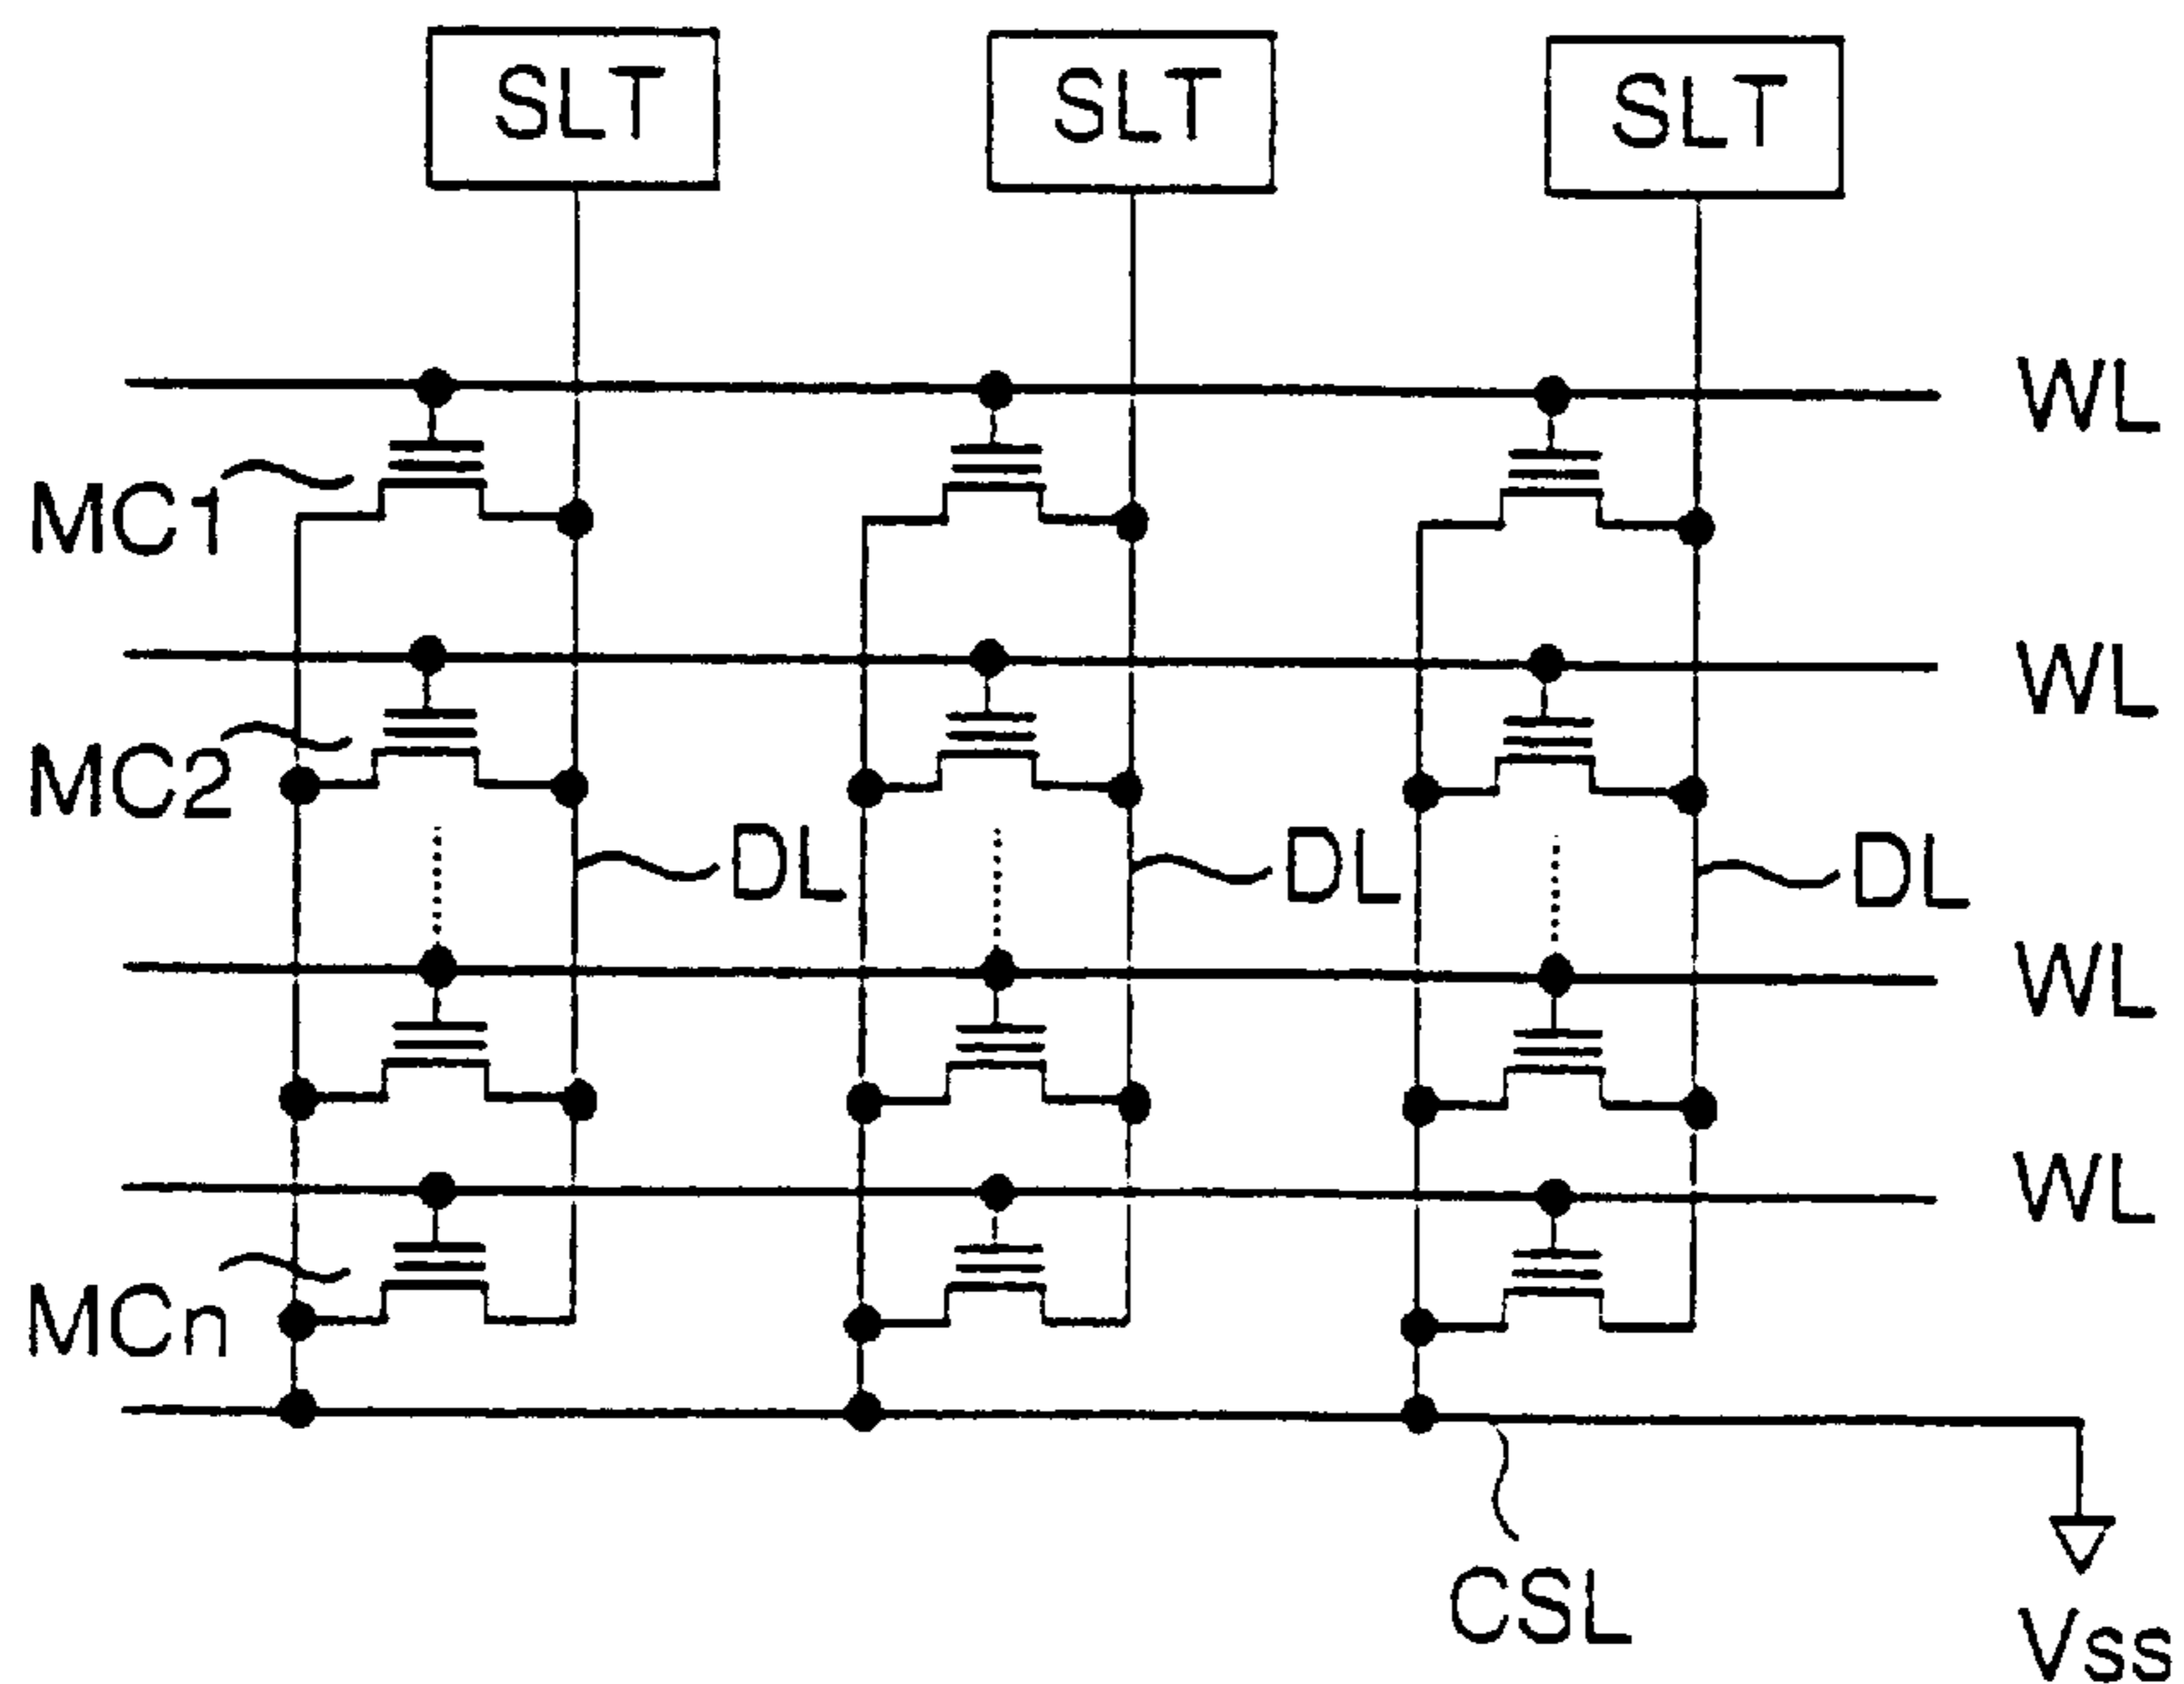 SLT SLT SLT
WL
MC1
WL
MC2
DL DL DL
WL
WL
MCn
CSL
Vss